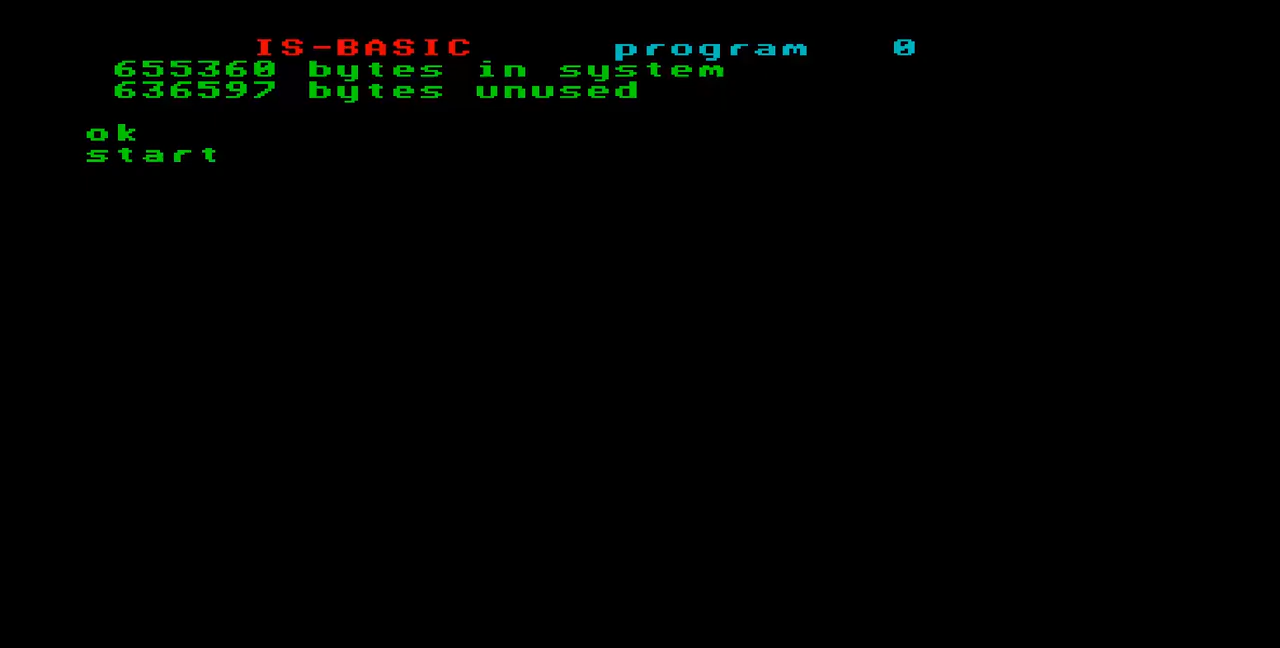 IS-BASIC program 0
655360 bytes in system
636597 bytes unused
ok
start